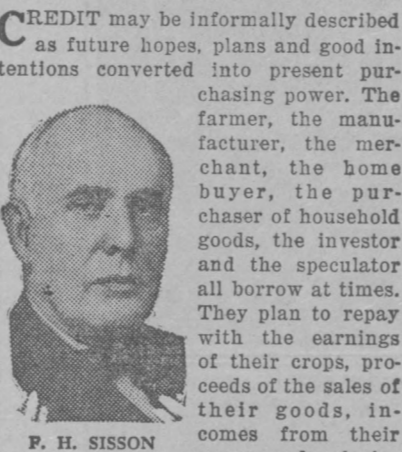 CREDIT may be informally described
as future hopes, plans and good in-
tentions converted into present pur-
chasing power. The
farmer, the manu-
facturer, the mer-
chant, the home
buyer, the pur-
chaser of household
goods, the investor
and the speculator
all borrow at times.
They plan to repay
with the earnings
of their crops, pro-
ceeds of the sales of
their goods, in-
comes from their
F. H. SISSON